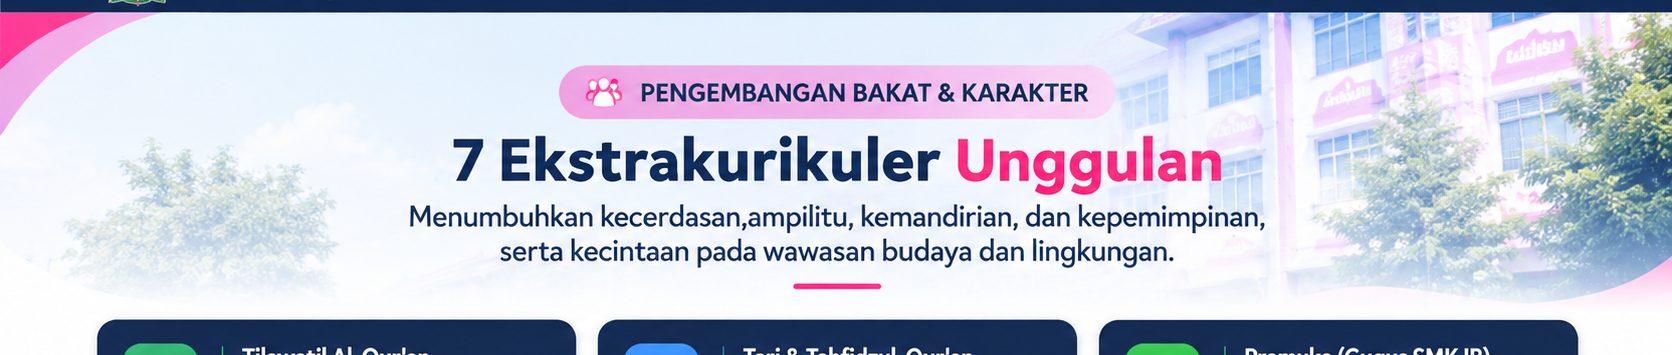 PENGEMBANGAN BAKAT & KARAKTER
7 Ekstrakurikuler Unggulan
Menumbuhkan kecerdasan,ampilitu, kemandirian, dan kepemimpinan,
serta kecintaan pada wawasan budaya dan lingkungan.